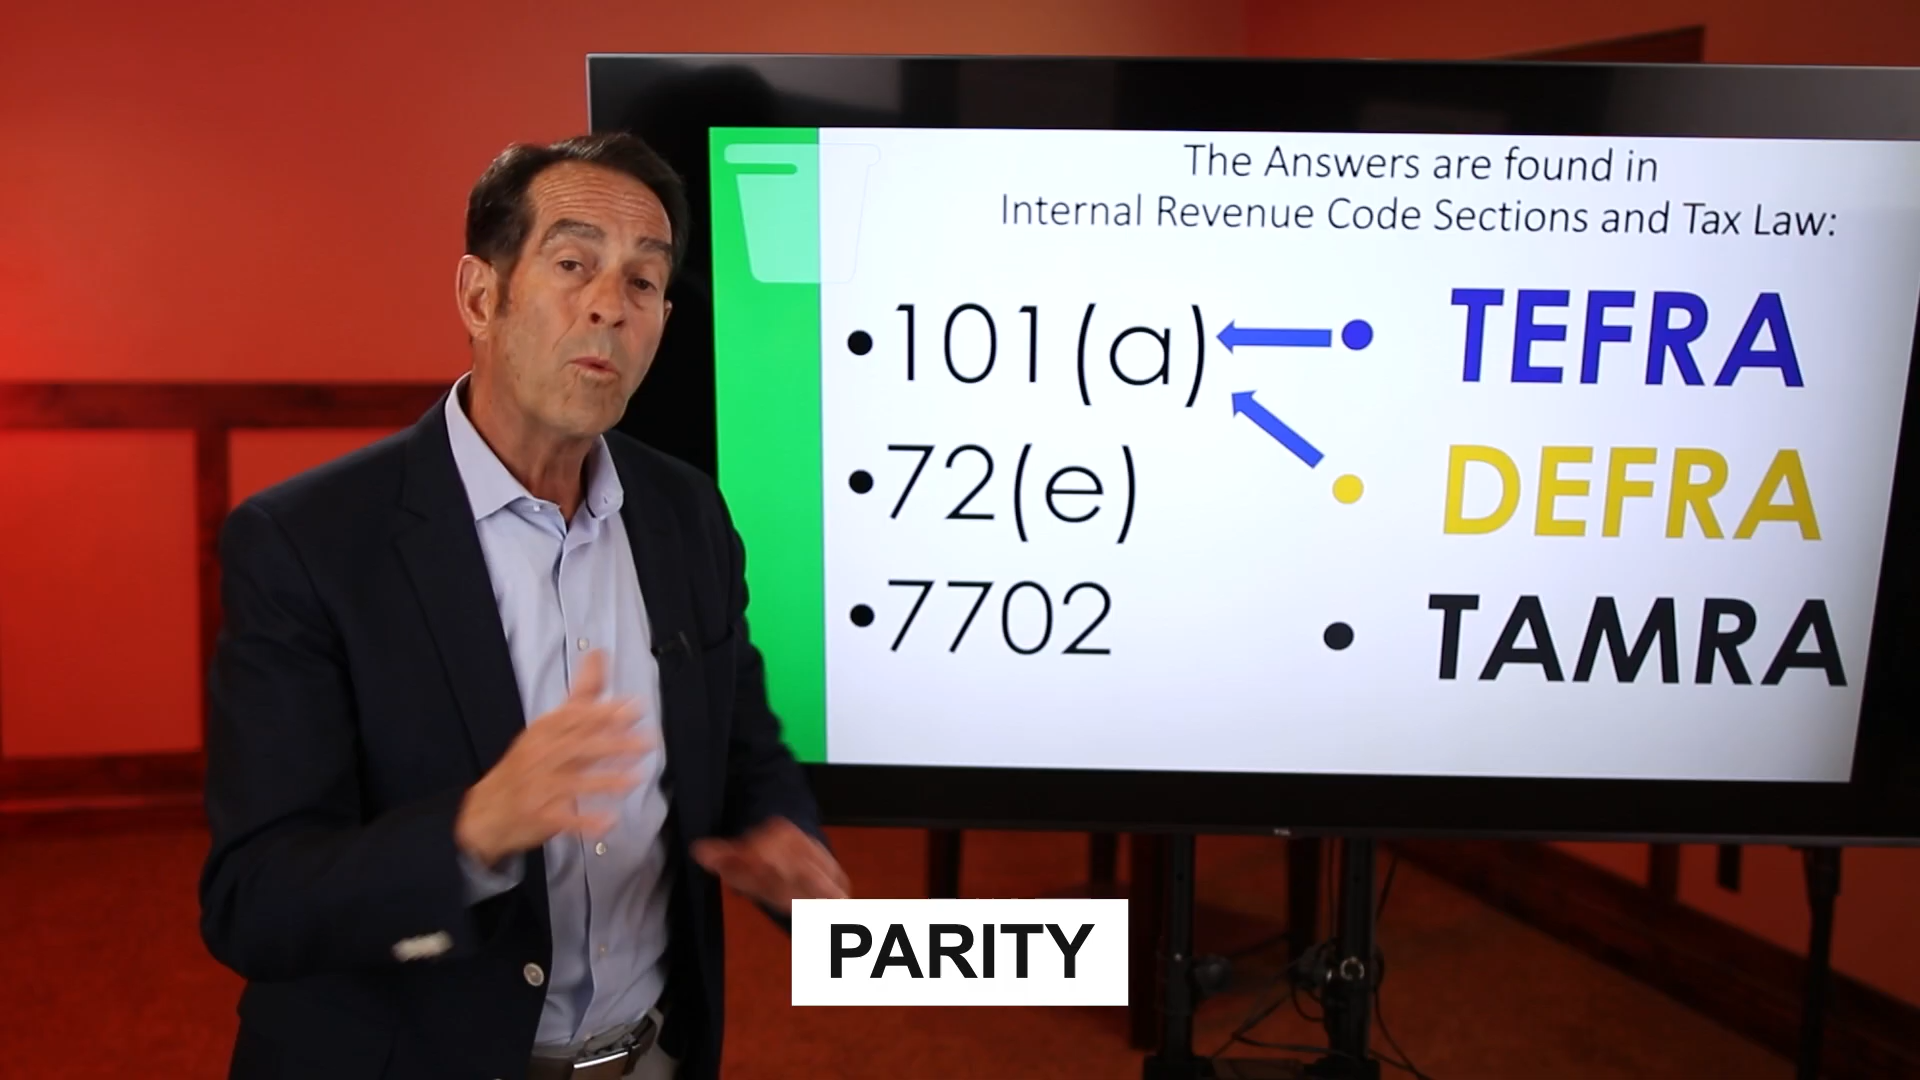 The Answers are found in
Internal Revenue Code Sections and Tax Law:
•101(a)
•72(e)
•7702
• TEFRA
• DEFRA
• TAMRA
PARITY